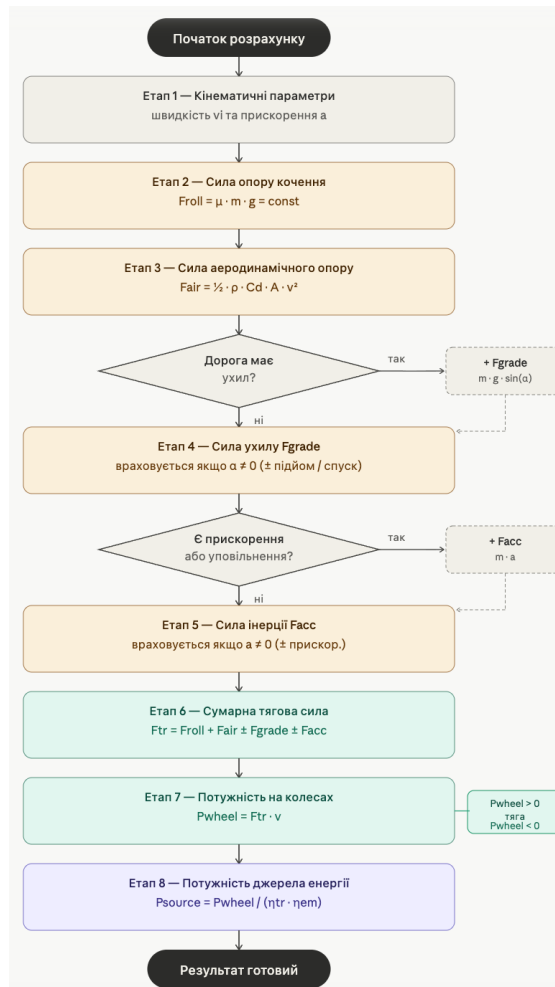 Початок розрахунку
Етап 1 — Кінематичні параметри
швидкість vi та прискорення a
Етап 2 — Сила опору кочення
Froll = μ · m · g = const
Етап 3 — Сила аеродинамічного опору
Fair = ½ · ρ · Cd · A · v²
Дорога має
ухил?
так
+ Fgrade
m · g · sin(α)
ні
Етап 4 — Сила ухилу Fgrade
враховується якщо α ≠ 0 (± підйом / спуск)
Є прискорення
або уповільнення?
так
+ Facc
m · a
ні
Етап 5 — Сила інерції Facc
враховується якщо a ≠ 0 (± прискор.)
Етап 6 — Сумарна тягова сила
Ftr = Froll + Fair ± Fgrade ± Facc
Етап 7 — Потужність на колесах
Pwheel = Ftr · v
Pwheel > 0
тяга
Pwheel < 0
Етап 8 — Потужність джерела енергії
Psource = Pwheel / (ηtr · ηem)
Результат готовий